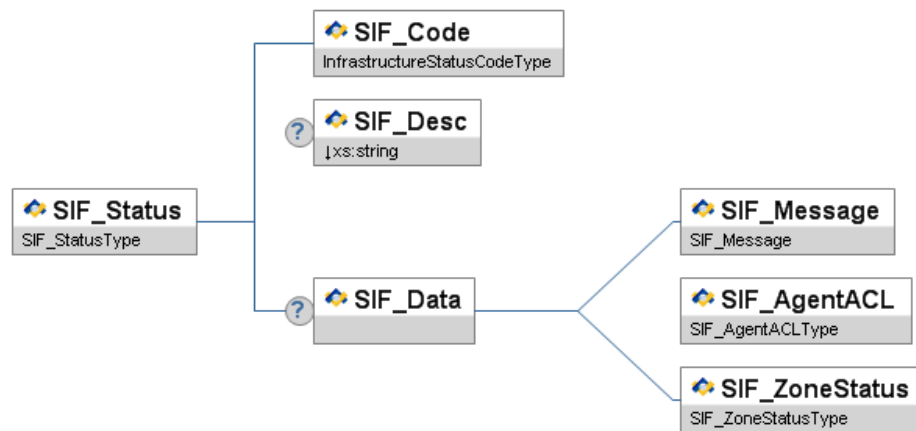 SIF_Code
InfrastructureStatusCodeType
?
SIF_Desc
↓xs:string
SIF_Status
SIF_StatusType
?
SIF_Data
SIF_Message
SIF_Message
SIF_AgentACL
SIF_AgentACLType
SIF_ZoneStatus
SIF_ZoneStatusType